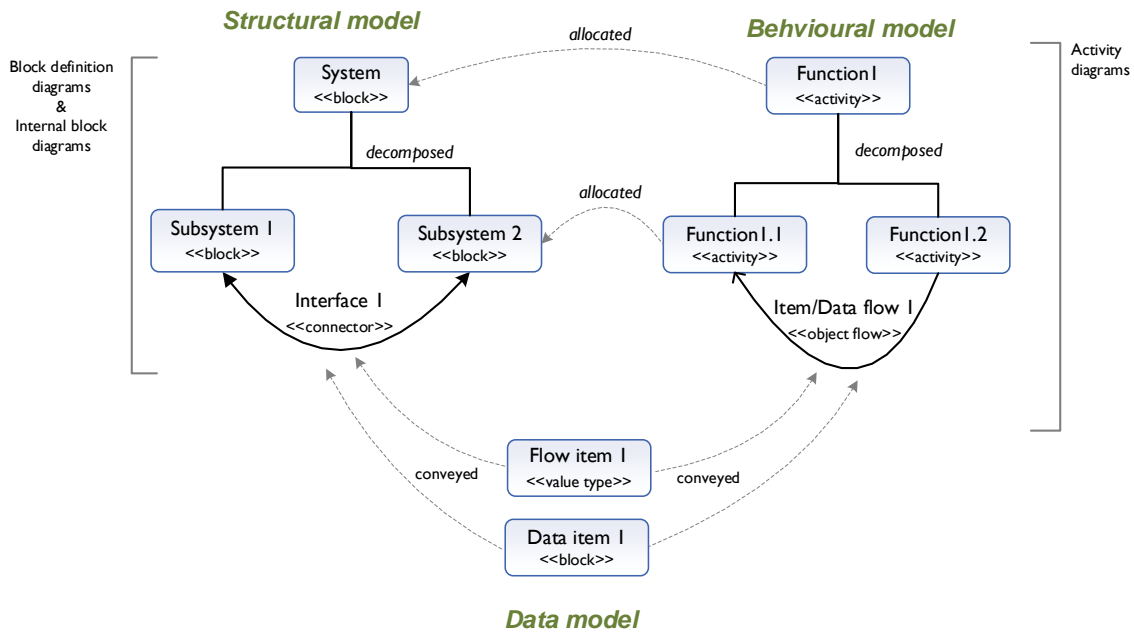 Structural model
Behvioural model
allocated
Block definition
diagrams
&
Internal block
diagrams
Activity
diagrams
System
<<block>>
Function1
<<activity>>
decomposed
decomposed
allocated
Subsystem 1
<<block>>
Subsystem 2
<<block>>
Function1.1
<<activity>>
Function1.2
<<activity>>
Interface 1
<<connector>>
Item/Data flow 1
<<object flow>>
Flow item 1
<<value type>>
conveyed
conveyed
Data item 1
<<block>>
Data model